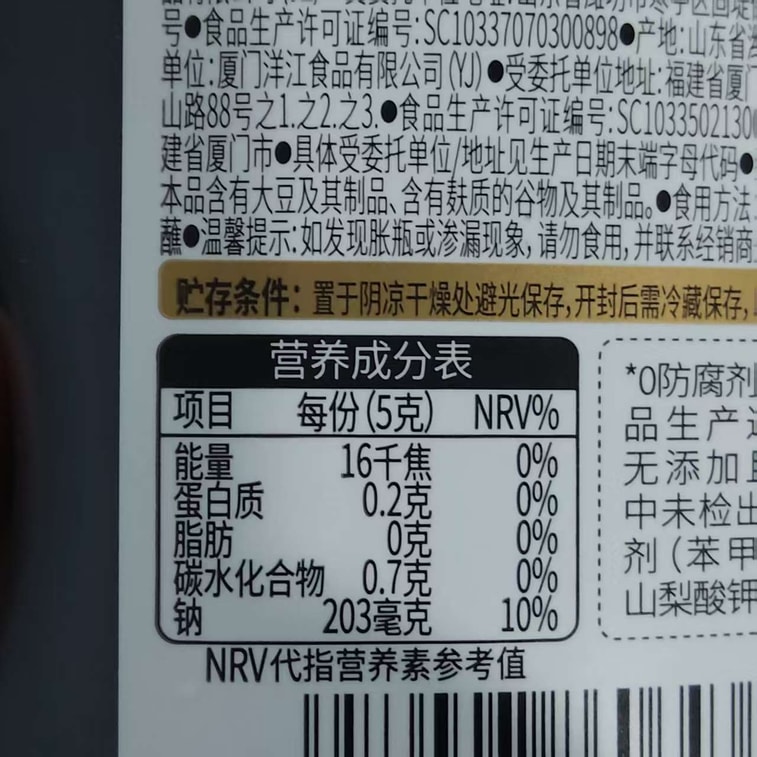 号●食品生产许可证编号:SC10337070300898●产地:山东省潍
单位:厦门洋江食品有限公司(YJ)●受委托单位地址:福建省厦门
山路88号之1.之2.之3.●食品生产许可证编号:SC1033502130
建省厦门市●具体受委托单位/地址见生产日期末端字母代码●
本品含有大豆及其制品、含有麸质的谷物及其制品。●食用方法:
蘸●温馨提示:如发现胀瓶或渗漏现象,请勿食用,并联系经销商
贮存条件:置于阴凉干燥处避光保存,开封后需冷藏保存,
营养成分表
项目 每份(5克) NRV%
能量 16千焦 0%
蛋白质 0.2克 0%
脂肪 0克 0%
碳水化合物 0.7克 0%
钠 203毫克 10%
NRV代指营养素参考值
*0防腐剂
品生产
无添加
中未检出
剂(苯甲
山梨酸钾